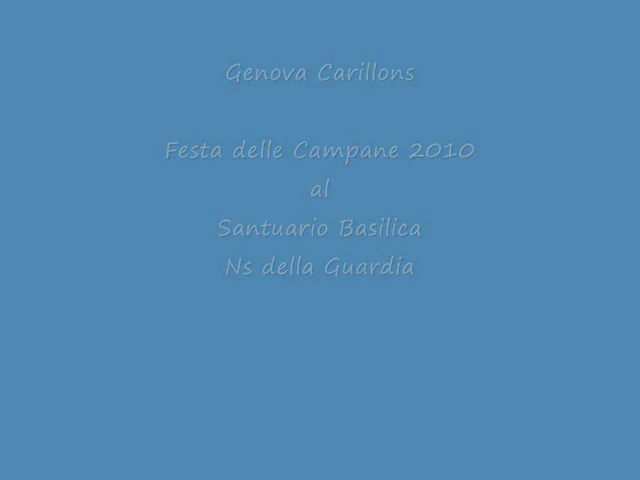 Genova Carillons
Festa delle Campane 2010
al
Santuario Basilica
Ns della Guardia